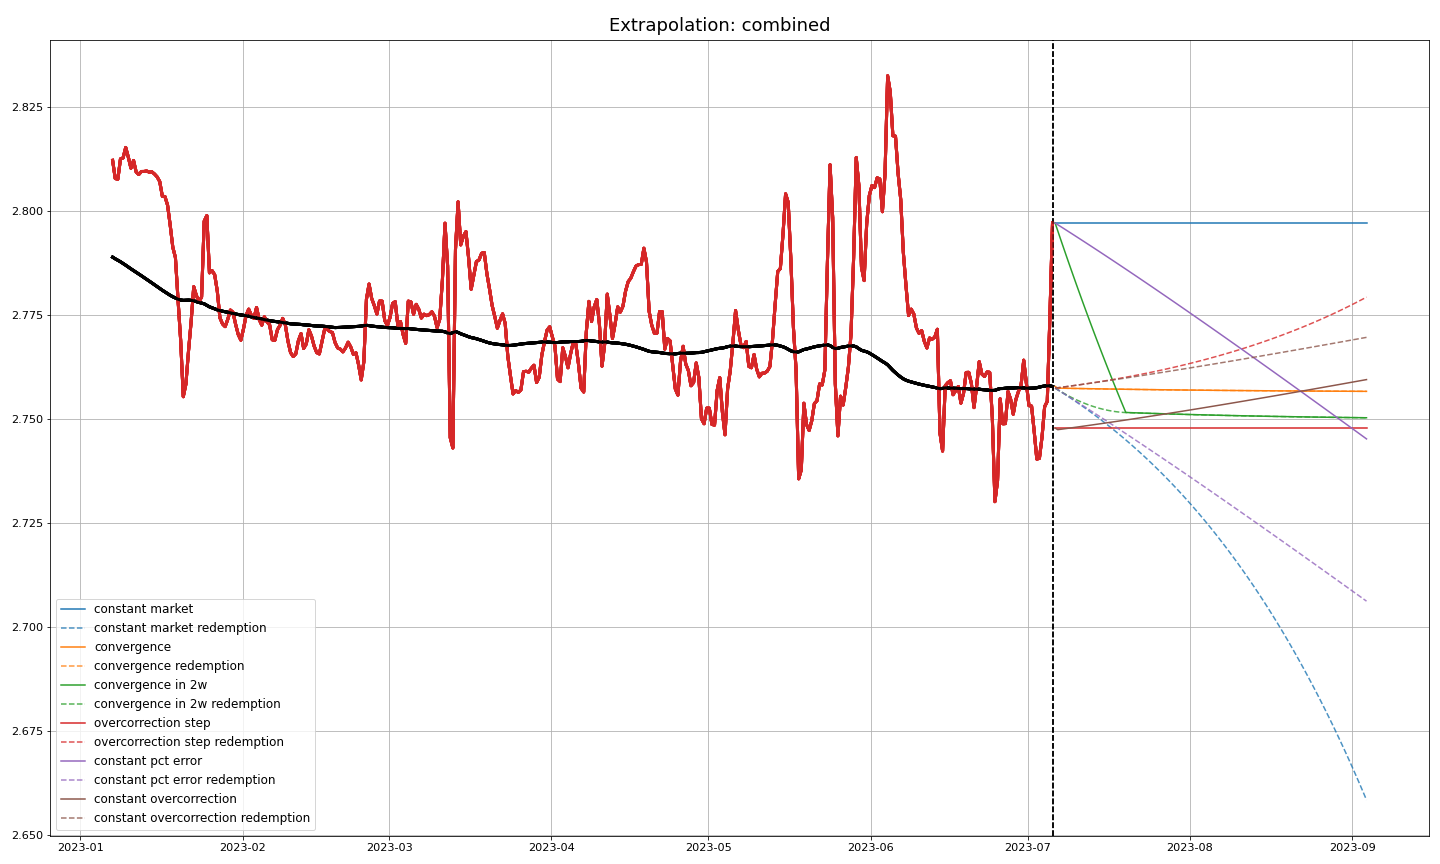 Extrapolation: combined
2.825
2.800
2.775
2.750
2.725
2.700
2.675
2.650
constant market
constant market redemption
convergence
convergence redemption
convergence in 2w
convergence in 2w redemption
overcorrection step
overcorrection step redemption
constant pct error
constant pct error redemption
constant overcorrection
constant overcorrection redemption
2023-01 2023-02 2023-03 2023-04 2023-05 2023-06 2023-07 2023-08 2023-09